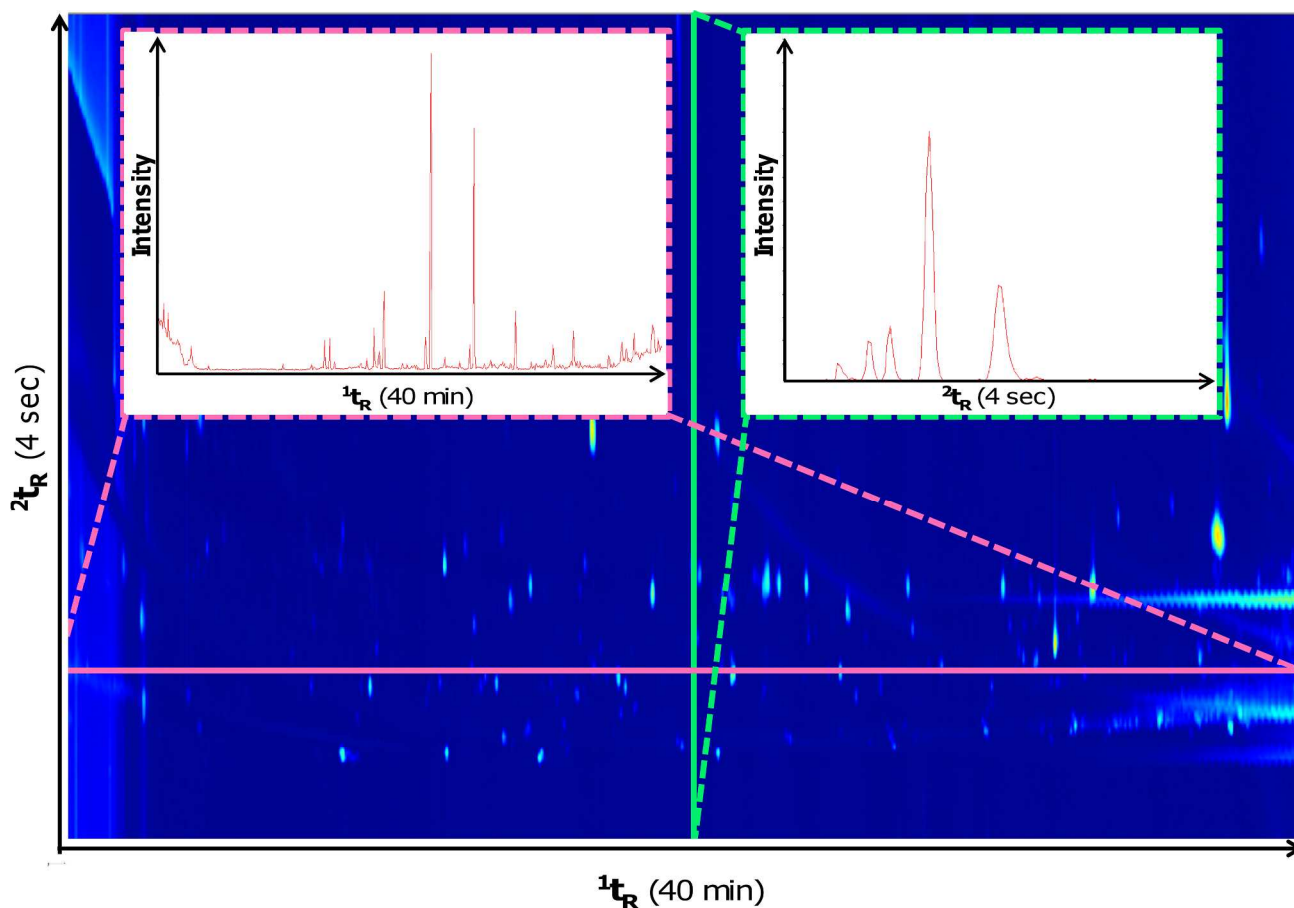 Intensity
¹tR (40 min)
Intensity
²tR (4 sec)
²tR (4 sec)
¹tR (40 min)